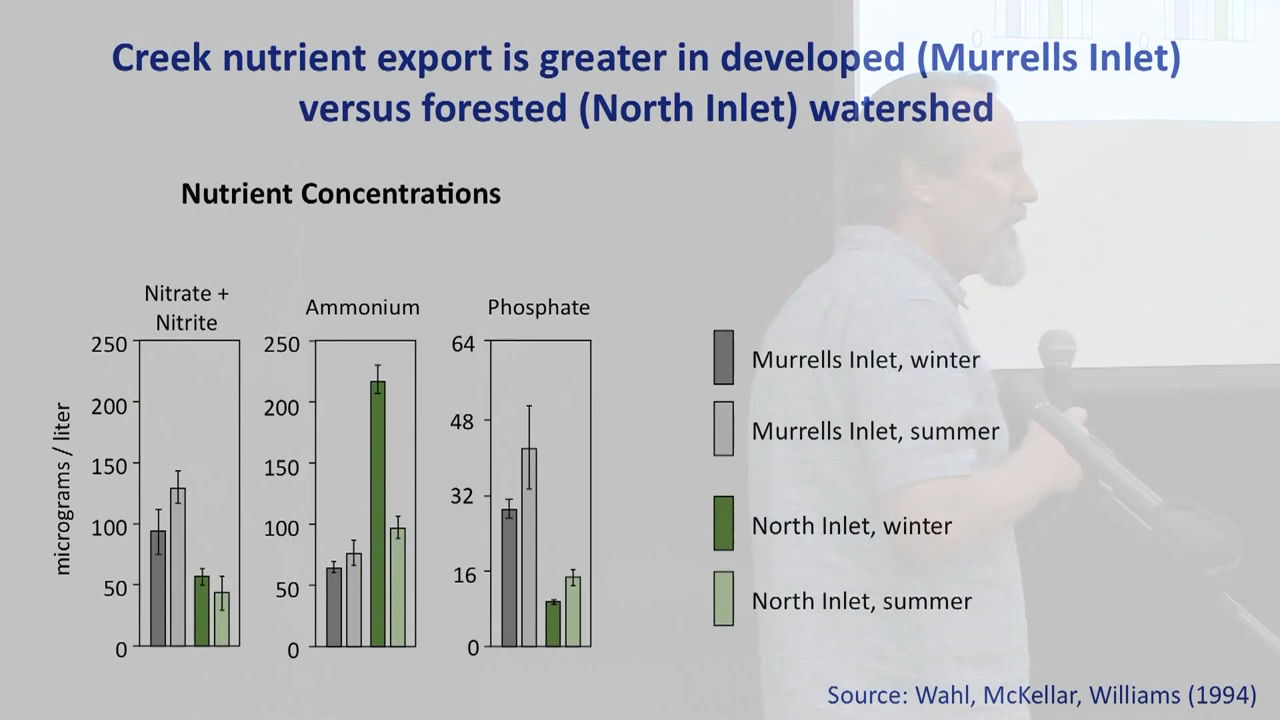 Creek nutrient export is greater in developed (Murrells Inlet)
versus forested (North Inlet) watershed
Nutrient Concentrations
Nitrate +
Nitrite
Ammonium
Phosphate
micrograms / liter
250
200
150
100
50
0
250
200
150
100
50
0
64
48
32
16
0
Murrells Inlet, winter
Murrells Inlet, summer
North Inlet, winter
North Inlet, summer
0
0
Source: Wahl, McKellar, Williams (1994)